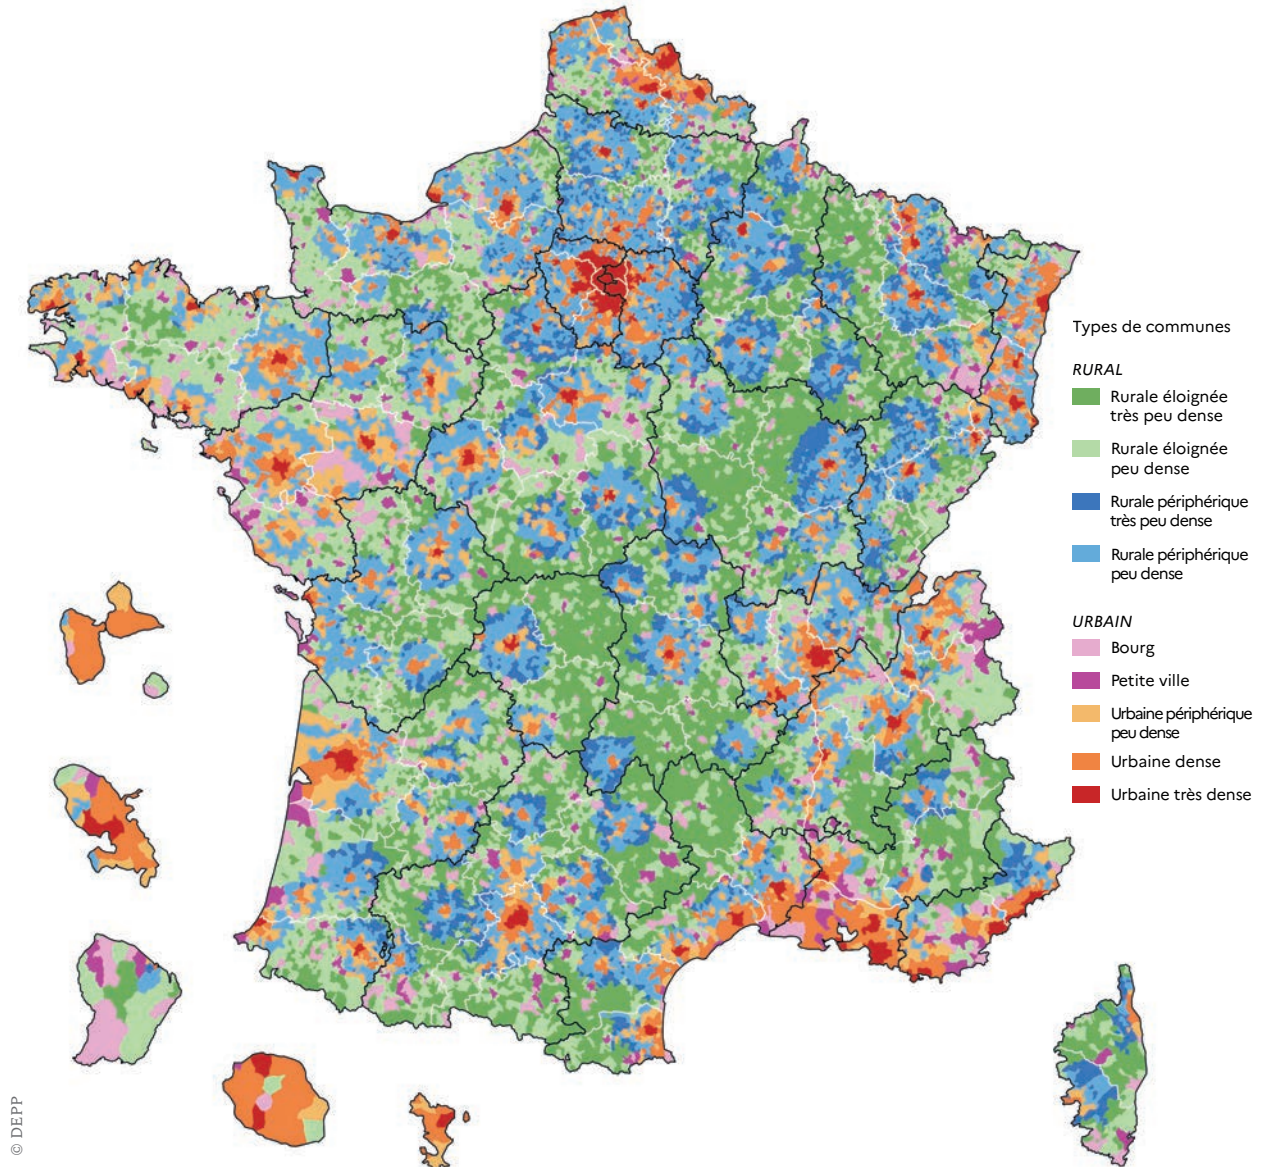 Types de communes
RURAL
Rurale éloignée
très peu dense
Rurale éloignée
peu dense
Rurale périphérique
très peu dense
Rurale périphérique
peu dense
URBAIN
Bourg
Petite ville
Urbaine périphérique
peu dense
Urbaine dense
Urbaine très dense
© DEPP